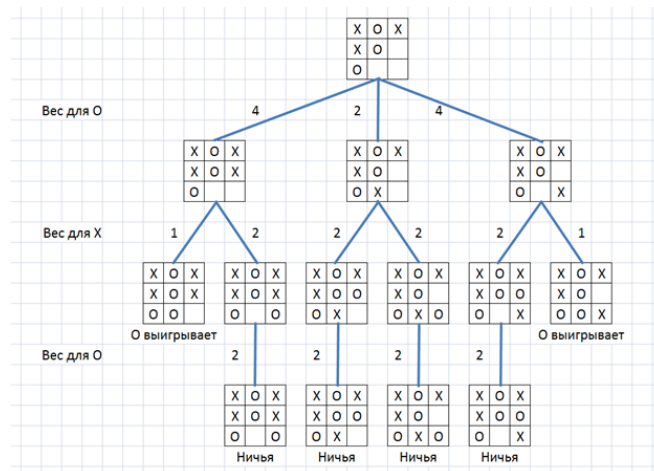 X O X
X O
O
Вес для О 4 2 4
X O X X O X X O X
X O X X O X O
O O X O X
Вес для X 1 2 2 2 2 1
X O X X O X X O X X O X X O X X O X
X O X X O X X O O X O X O O X O
O O O O O X O X O O X O O X
О выигрывает О выигрывает
Вес для О 2 2 2 2
X O X X O X X O X X O X
X O X X O O X O X O O
O O O X O X O O X
Ничья Ничья Ничья Ничья